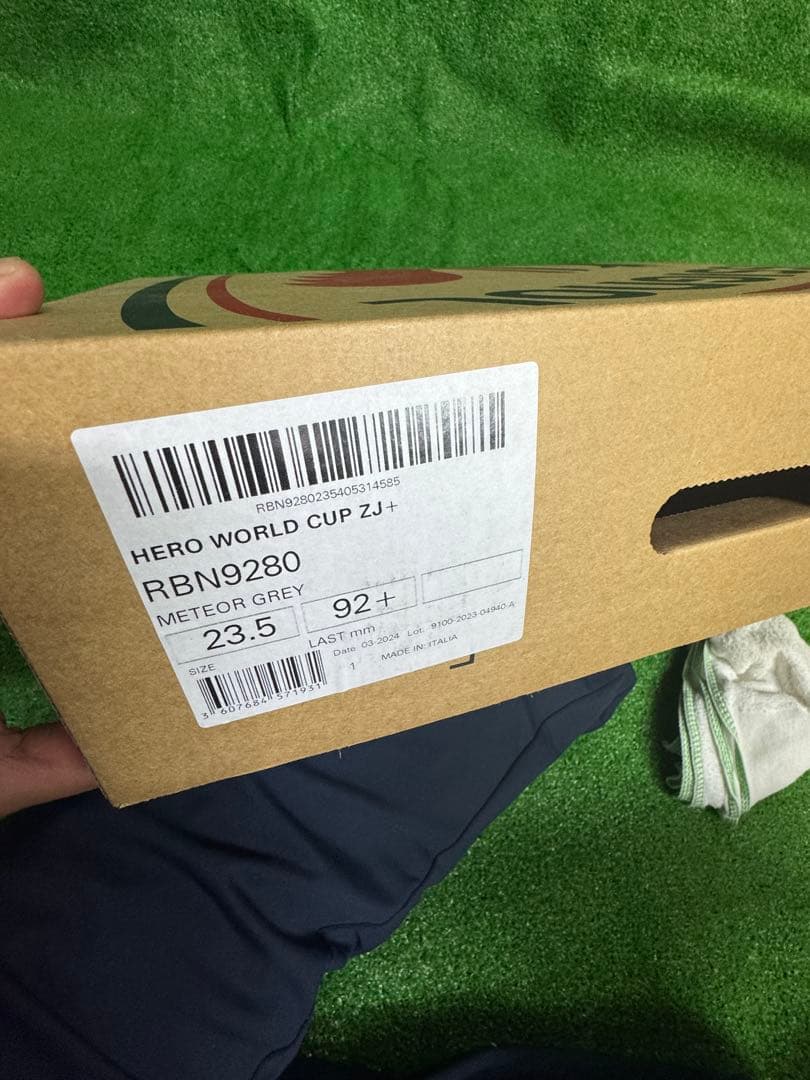 RBN9280235405314585
HERO WORLD CUP ZJ+
RBN9280
METEOR GREY
23.5
92+
SIZE
LAST mm
Date 03-2024 Lot: 9100-2023-04940-A
1 MADE IN: ITALIA
3 607684 571931